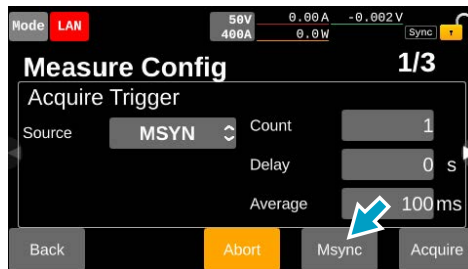 Mode LAN 50V 0.00A -0.002V
400A 0.0W Sync ↑
Measure Config 1/3
Acquire Trigger
Source MSYN Count 1
Delay 0 s
Average 100 ms
Back Abort Msync Acquire